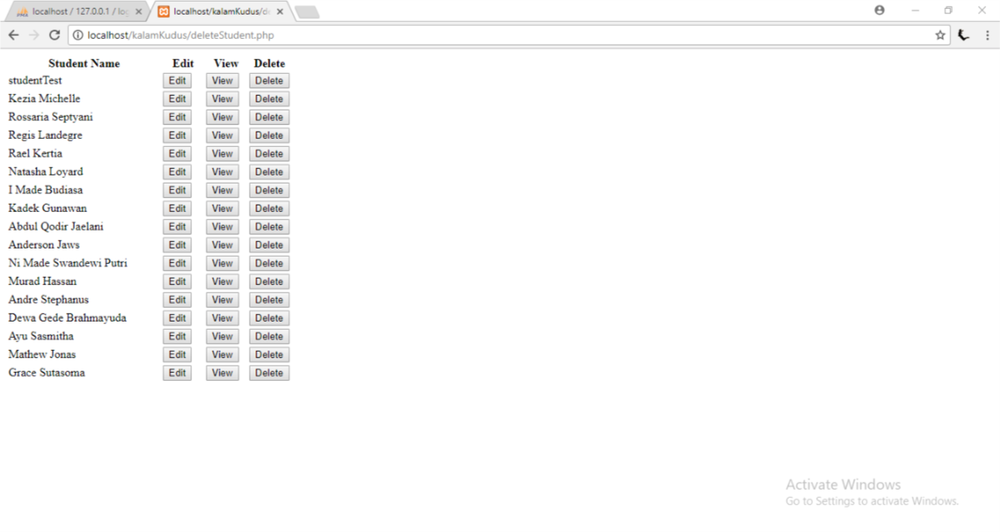 localhost / 127.0.0.1 / log localhost/kalamKudus/de
localhost/kalamKudus/deleteStudent.php
Student Name Edit View Delete
studentTest Edit View Delete
Kezia Michelle Edit View Delete
Rossaria Septyani Edit View Delete
Regis Landegre Edit View Delete
Rael Kertia Edit View Delete
Natasha Loyard Edit View Delete
I Made Budiasa Edit View Delete
Kadek Gunawan Edit View Delete
Abdul Qodir Jaelani Edit View Delete
Anderson Jaws Edit View Delete
Ni Made Swandewi Putri Edit View Delete
Murad Hassan Edit View Delete
Andre Stephanus Edit View Delete
Dewa Gede Brahmayuda Edit View Delete
Ayu Sasmitha Edit View Delete
Mathew Jonas Edit View Delete
Grace Sutasoma Edit View Delete
Activate Windows
Go to Settings to activate Windows.